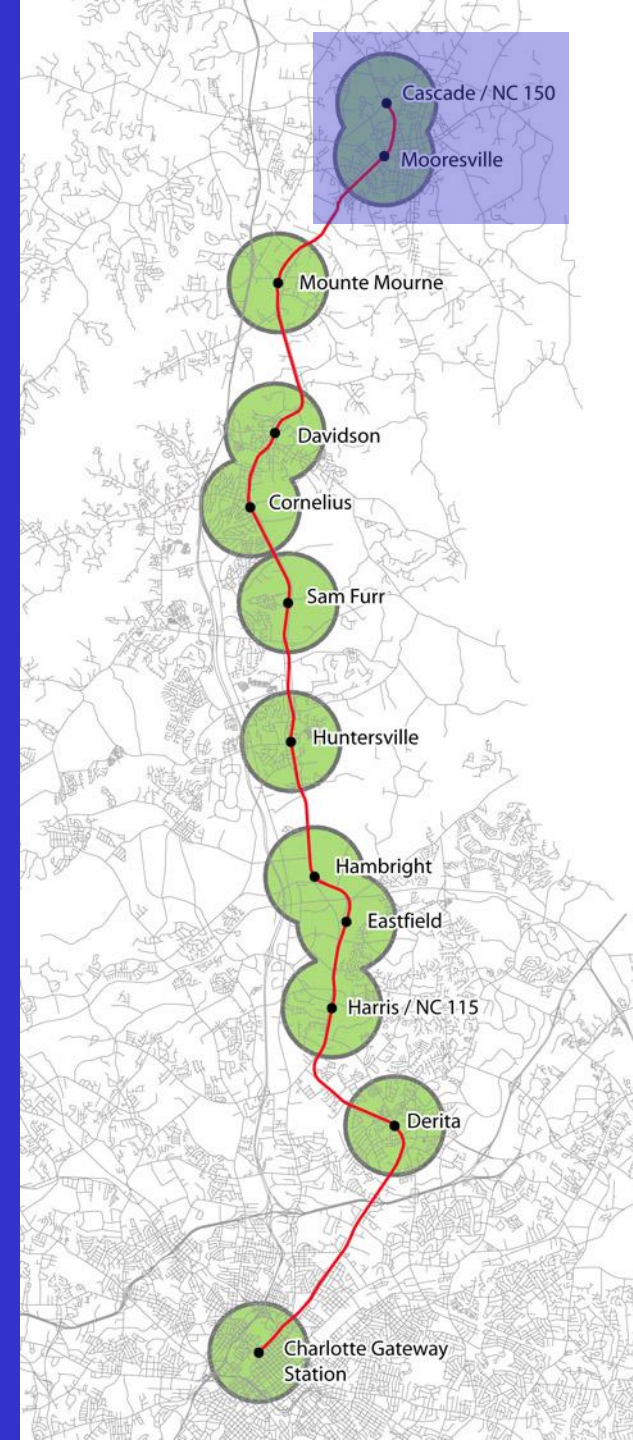 Cascade / NC 150
Mooresville
Mounte Mourne
Davidson
Cornelius
Sam Furr
Huntersville
Hambright
Eastfield
Harris / NC 115
Derita
Charlotte Gateway
Station